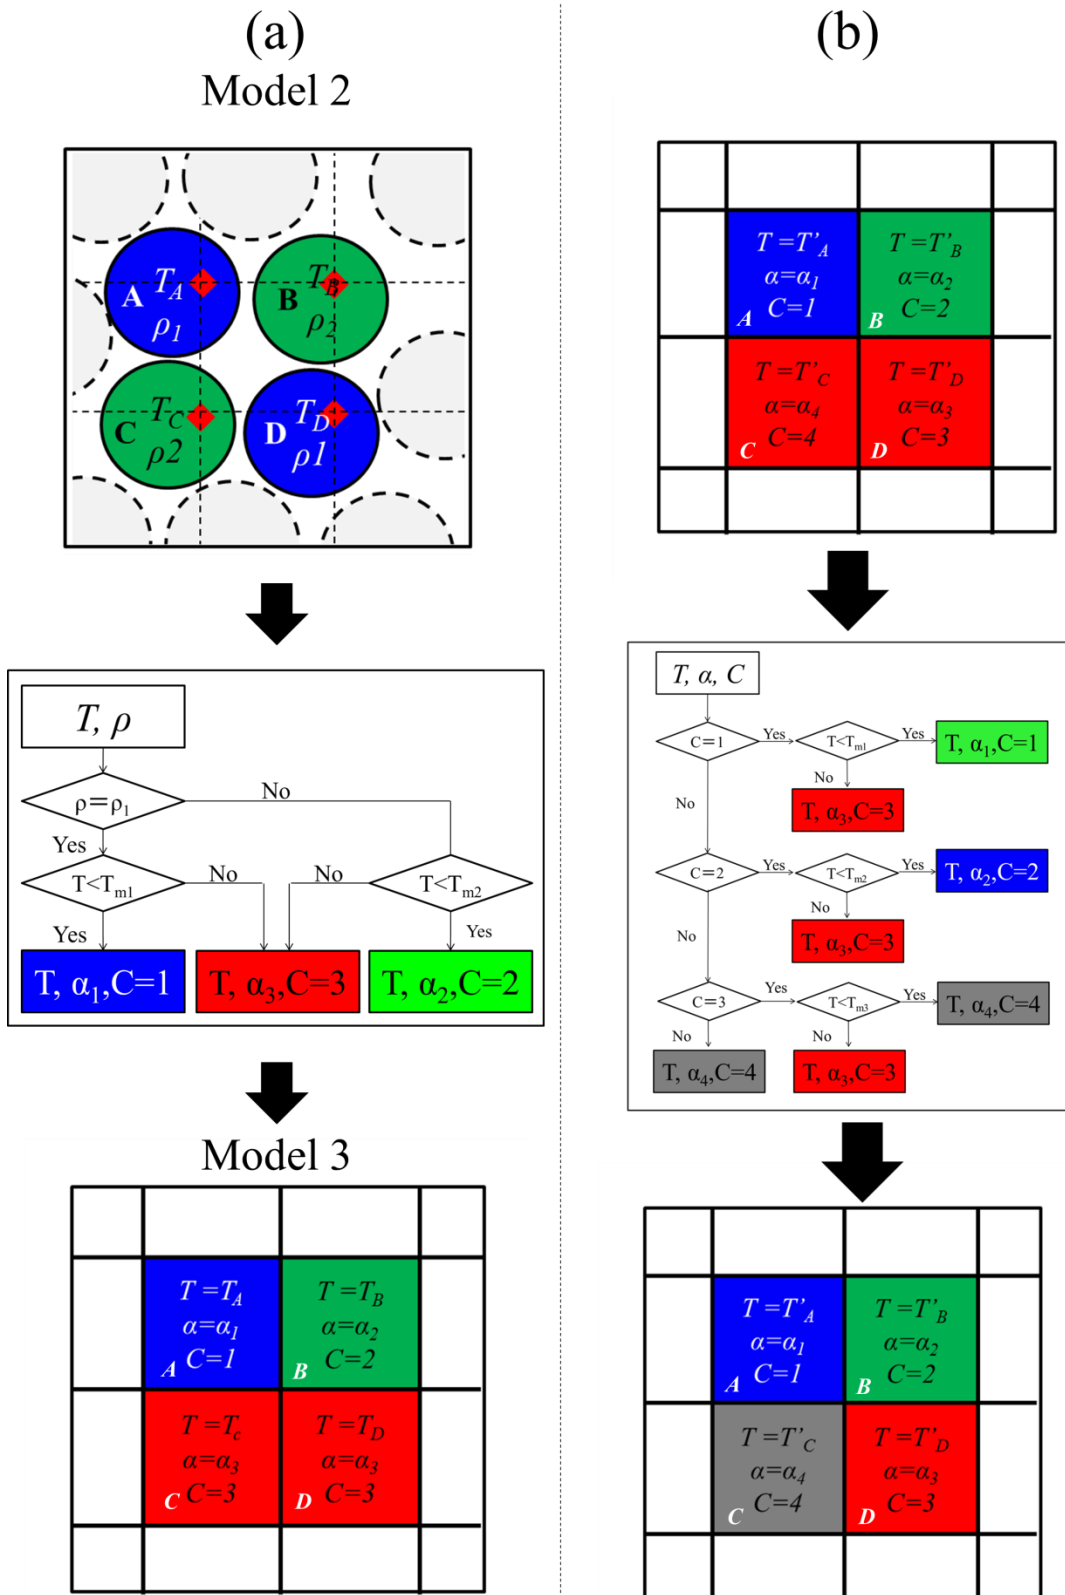 (a)
Model 2
A T_A
ρ_1
B T_B
ρ_2
C T_C
ρ2
D T_D
ρ1
T, ρ
ρ=ρ_1
No
Yes
T<T_m1
No
No
T<T_m2
Yes
Yes
T, α_1,C=1
T, α_3,C=3
T, α_2,C=2
Model 3
T =T_A
α=α_1
A C=1
T =T_B
α=α_2
B C=2
T =T_c
α=α_3
C C=3
T =T_D
α=α_3
D C=3
(b)
T =T'_A
α=α_1
A C=1
T =T'_B
α=α_2
B C=2
T =T'_C
α=α_4
C C=4
T =T'_D
α=α_3
D C=3
T, α, C
C=1
Yes
T<T_m1
Yes
T, α_1,C=1
No
T, α_3,C=3
No
C=2
Yes
T<T_m2
Yes
T, α_2,C=2
No
T, α_3,C=3
No
C=3
Yes
T<T_m3
Yes
T, α_4,C=4
No
No
T, α_4,C=4
T, α_3,C=3
T =T'_A
α=α_1
A C=1
T =T'_B
α=α_2
B C=2
T =T'_C
α=α_4
C C=4
T =T'_D
α=α_3
D C=3